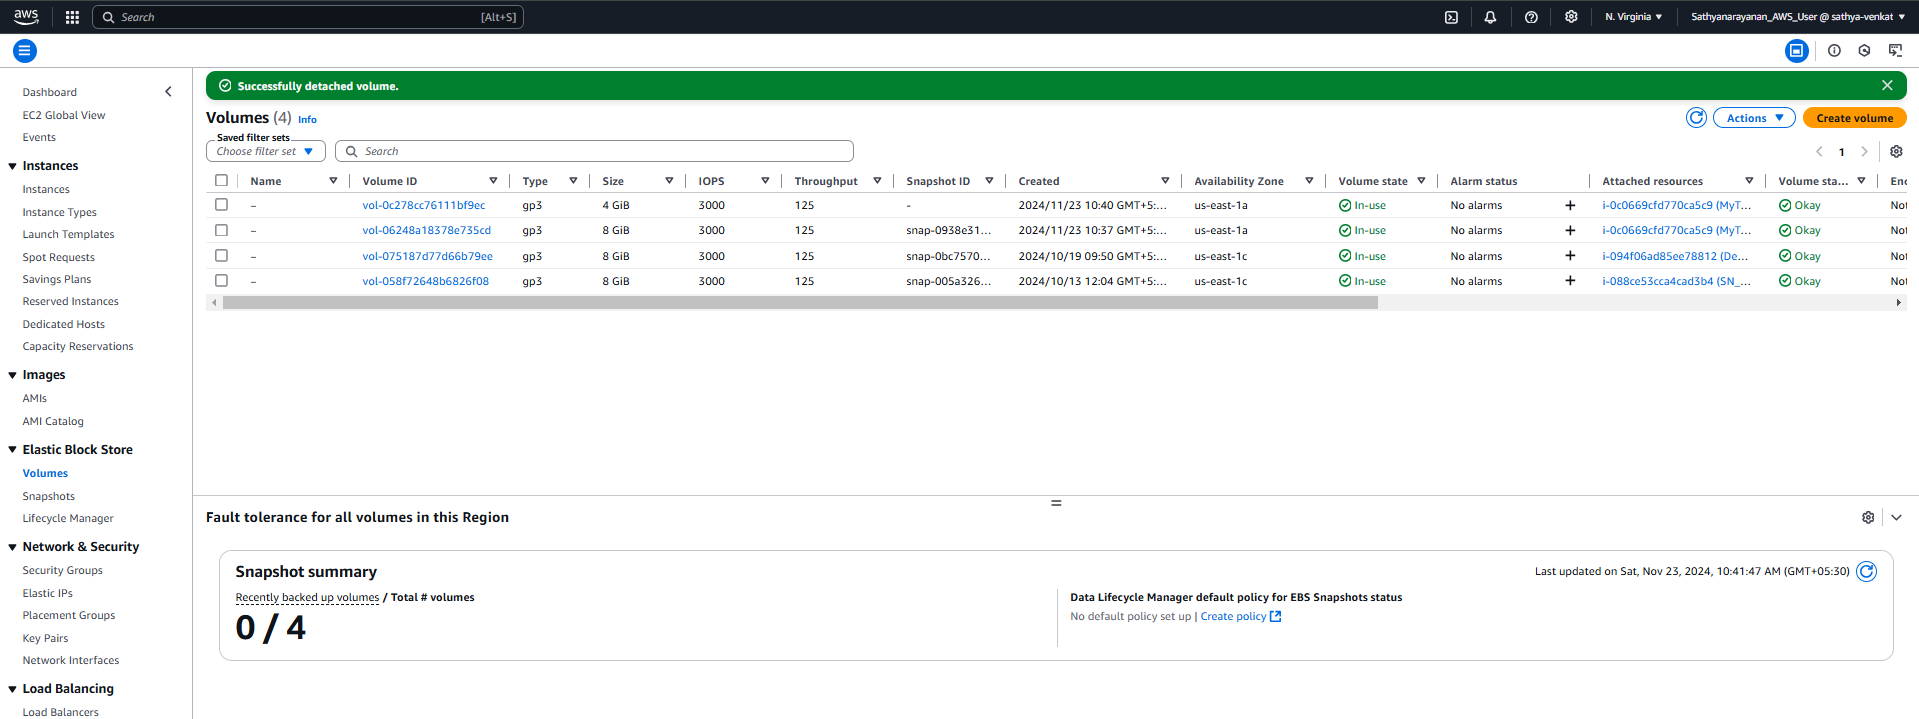 aws Search [Alt+S] N. Virginia Sathyanarayanan_AWS_User @ sathya-venkat
Dashboard
EC2 Global View
Events
Instances
Instances
Instance Types
Launch Templates
Spot Requests
Savings Plans
Reserved Instances
Dedicated Hosts
Capacity Reservations
Images
AMIs
AMI Catalog
Elastic Block Store
Volumes
Snapshots
Lifecycle Manager
Network & Security
Security Groups
Elastic IPs
Placement Groups
Key Pairs
Network Interfaces
Load Balancing
Load Balancers
Successfully detached volume.
Volumes (4) Info Actions Create volume
Saved filter sets
Choose filter set Search 1
Name Volume ID Type Size IOPS Throughput Snapshot ID Created Availability Zone Volume state Alarm status Attached resources Volume sta... Enc
– vol-0c278cc76111bf9ec gp3 4 GiB 3000 125 - 2024/11/23 10:40 GMT+5:... us-east-1a In-use No alarms + i-0c0669cfd770ca5c9 (MyT... Okay Not
– vol-06248a18378e735cd gp3 8 GiB 3000 125 snap-0938e31... 2024/11/23 10:37 GMT+5:... us-east-1a In-use No alarms + i-0c0669cfd770ca5c9 (MyT... Okay Not
– vol-075187d77d66b79ee gp3 8 GiB 3000 125 snap-0bc7570... 2024/10/19 09:50 GMT+5:... us-east-1c In-use No alarms + i-094f06ad85ee78812 (De... Okay Not
– vol-058f72648b6826f08 gp3 8 GiB 3000 125 snap-005a326... 2024/10/13 12:04 GMT+5:... us-east-1c In-use No alarms + i-088ce53cca4cad3b4 (SN_... Okay Not
Fault tolerance for all volumes in this Region
Snapshot summary Last updated on Sat, Nov 23, 2024, 10:41:47 AM (GMT+05:30)
Recently backed up volumes / Total # volumes
0 / 4
Data Lifecycle Manager default policy for EBS Snapshots status
No default policy set up | Create policy